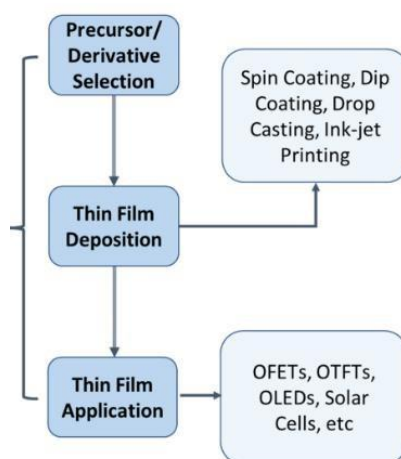 Precursor/
Derivative
Selection
Spin Coating, Dip
Coating, Drop
Casting, Ink-jet
Printing
Thin Film
Deposition
Thin Film
Application
OFETs, OTFTs,
OLEDs, Solar
Cells, etc